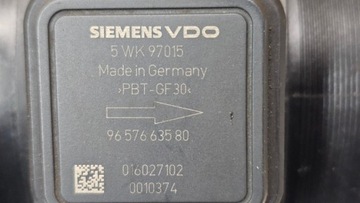 SIEMENS VDO
5 WK 97015
Made in Germany
>PBT-GF30<
96 576 635 80
016027102
0010374